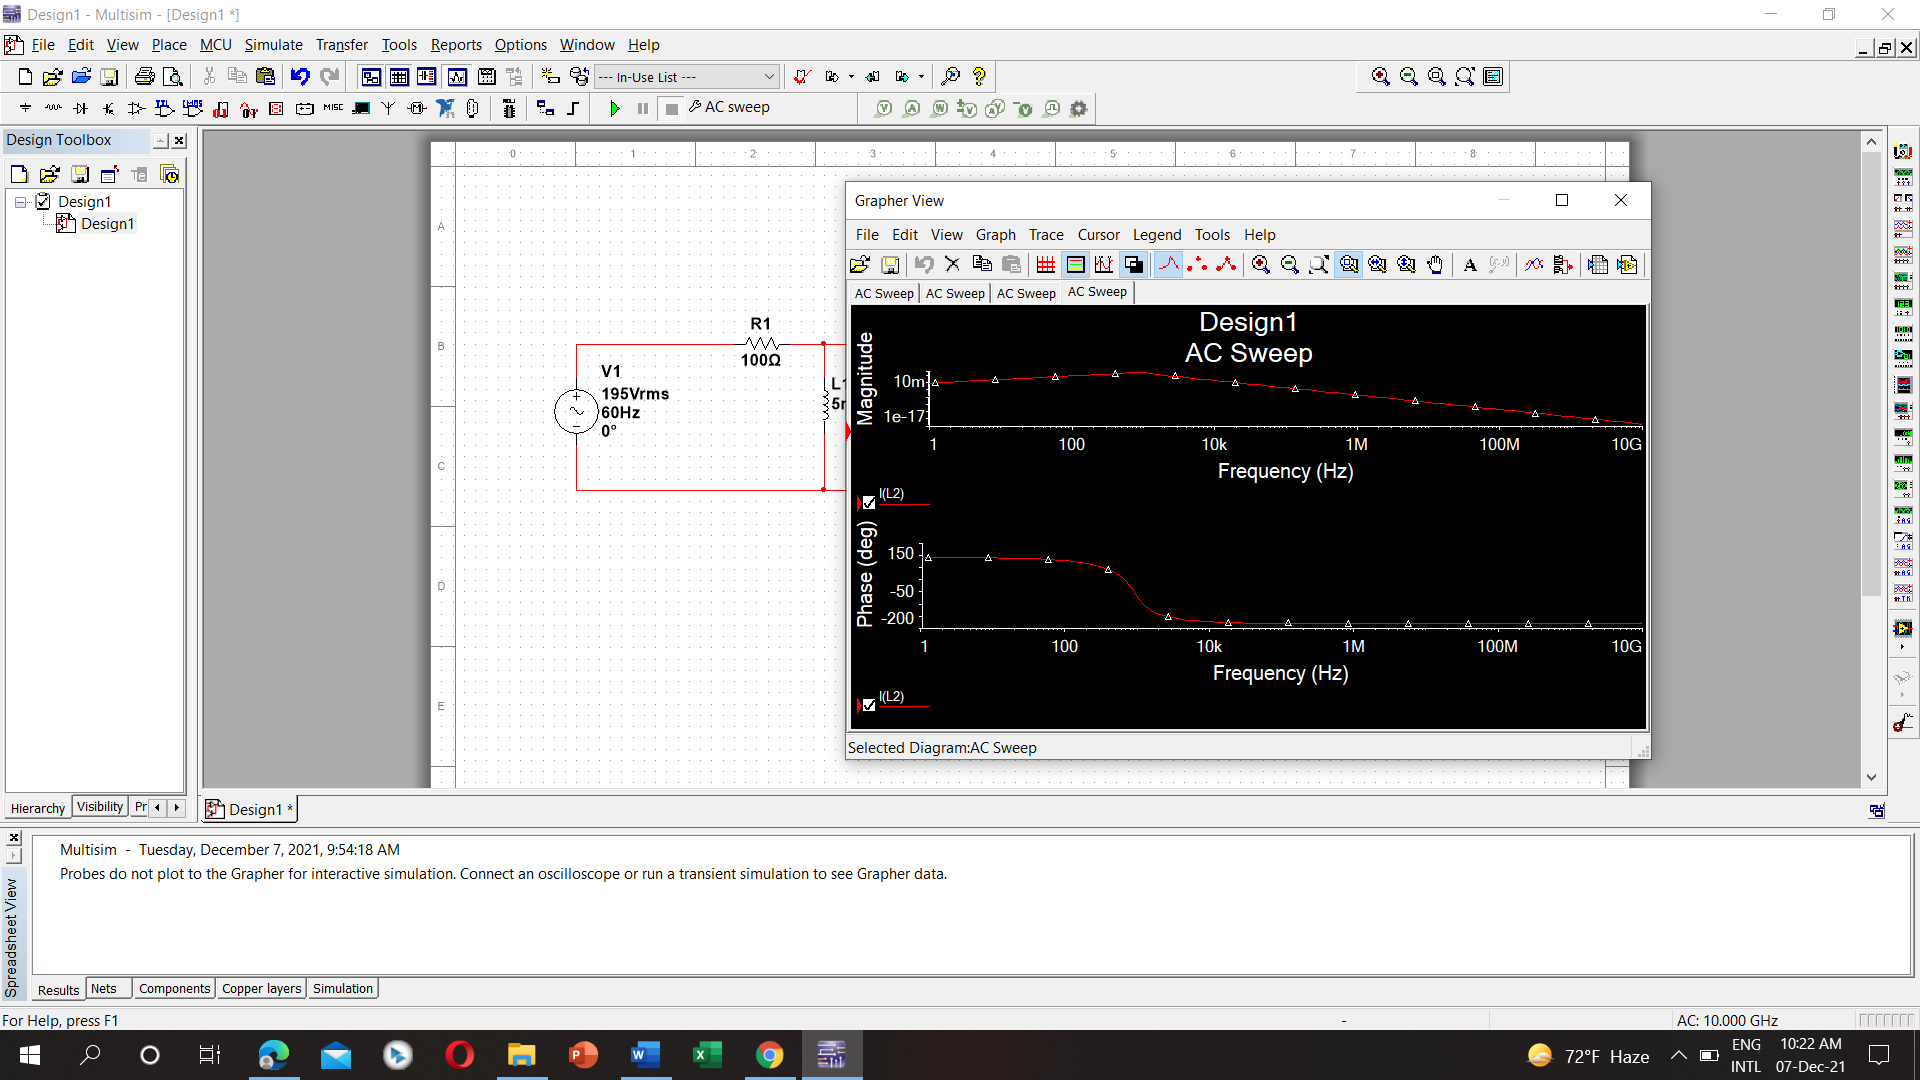 Design1 - Multisim - [Design1 *]
File Edit View Place MCU Simulate Transfer Tools Reports Options Window Help
--- In-Use List ---
MISC
AC sweep
Design Toolbox
Design1
Design1
0 1 2 3 4 5 6 7 8
A
B
C
D
E
R1
100Ω
V1
195Vrms
60Hz
0°
Grapher View
File Edit View Graph Trace Cursor Legend Tools Help
AC Sweep AC Sweep AC Sweep AC Sweep
Design1
AC Sweep
Magnitude
10m
1e-17
1 100 10k 1M 100M 10G
Frequency (Hz)
I(L2)
Phase (deg)
150
-50
-200
1 100 10k 1M 100M 10G
Frequency (Hz)
I(L2)
Selected Diagram:AC Sweep
Hierarchy Visibility Pr
Design1 *
Spreadsheet View
Multisim - Tuesday, December 7, 2021, 9:54:18 AM
Probes do not plot to the Grapher for interactive simulation. Connect an oscilloscope or run a transient simulation to see Grapher data.
Results Nets Components Copper layers Simulation
For Help, press F1
-
AC: 10.000 GHz
72°F Haze
ENG
INTL
10:22 AM
07-Dec-21